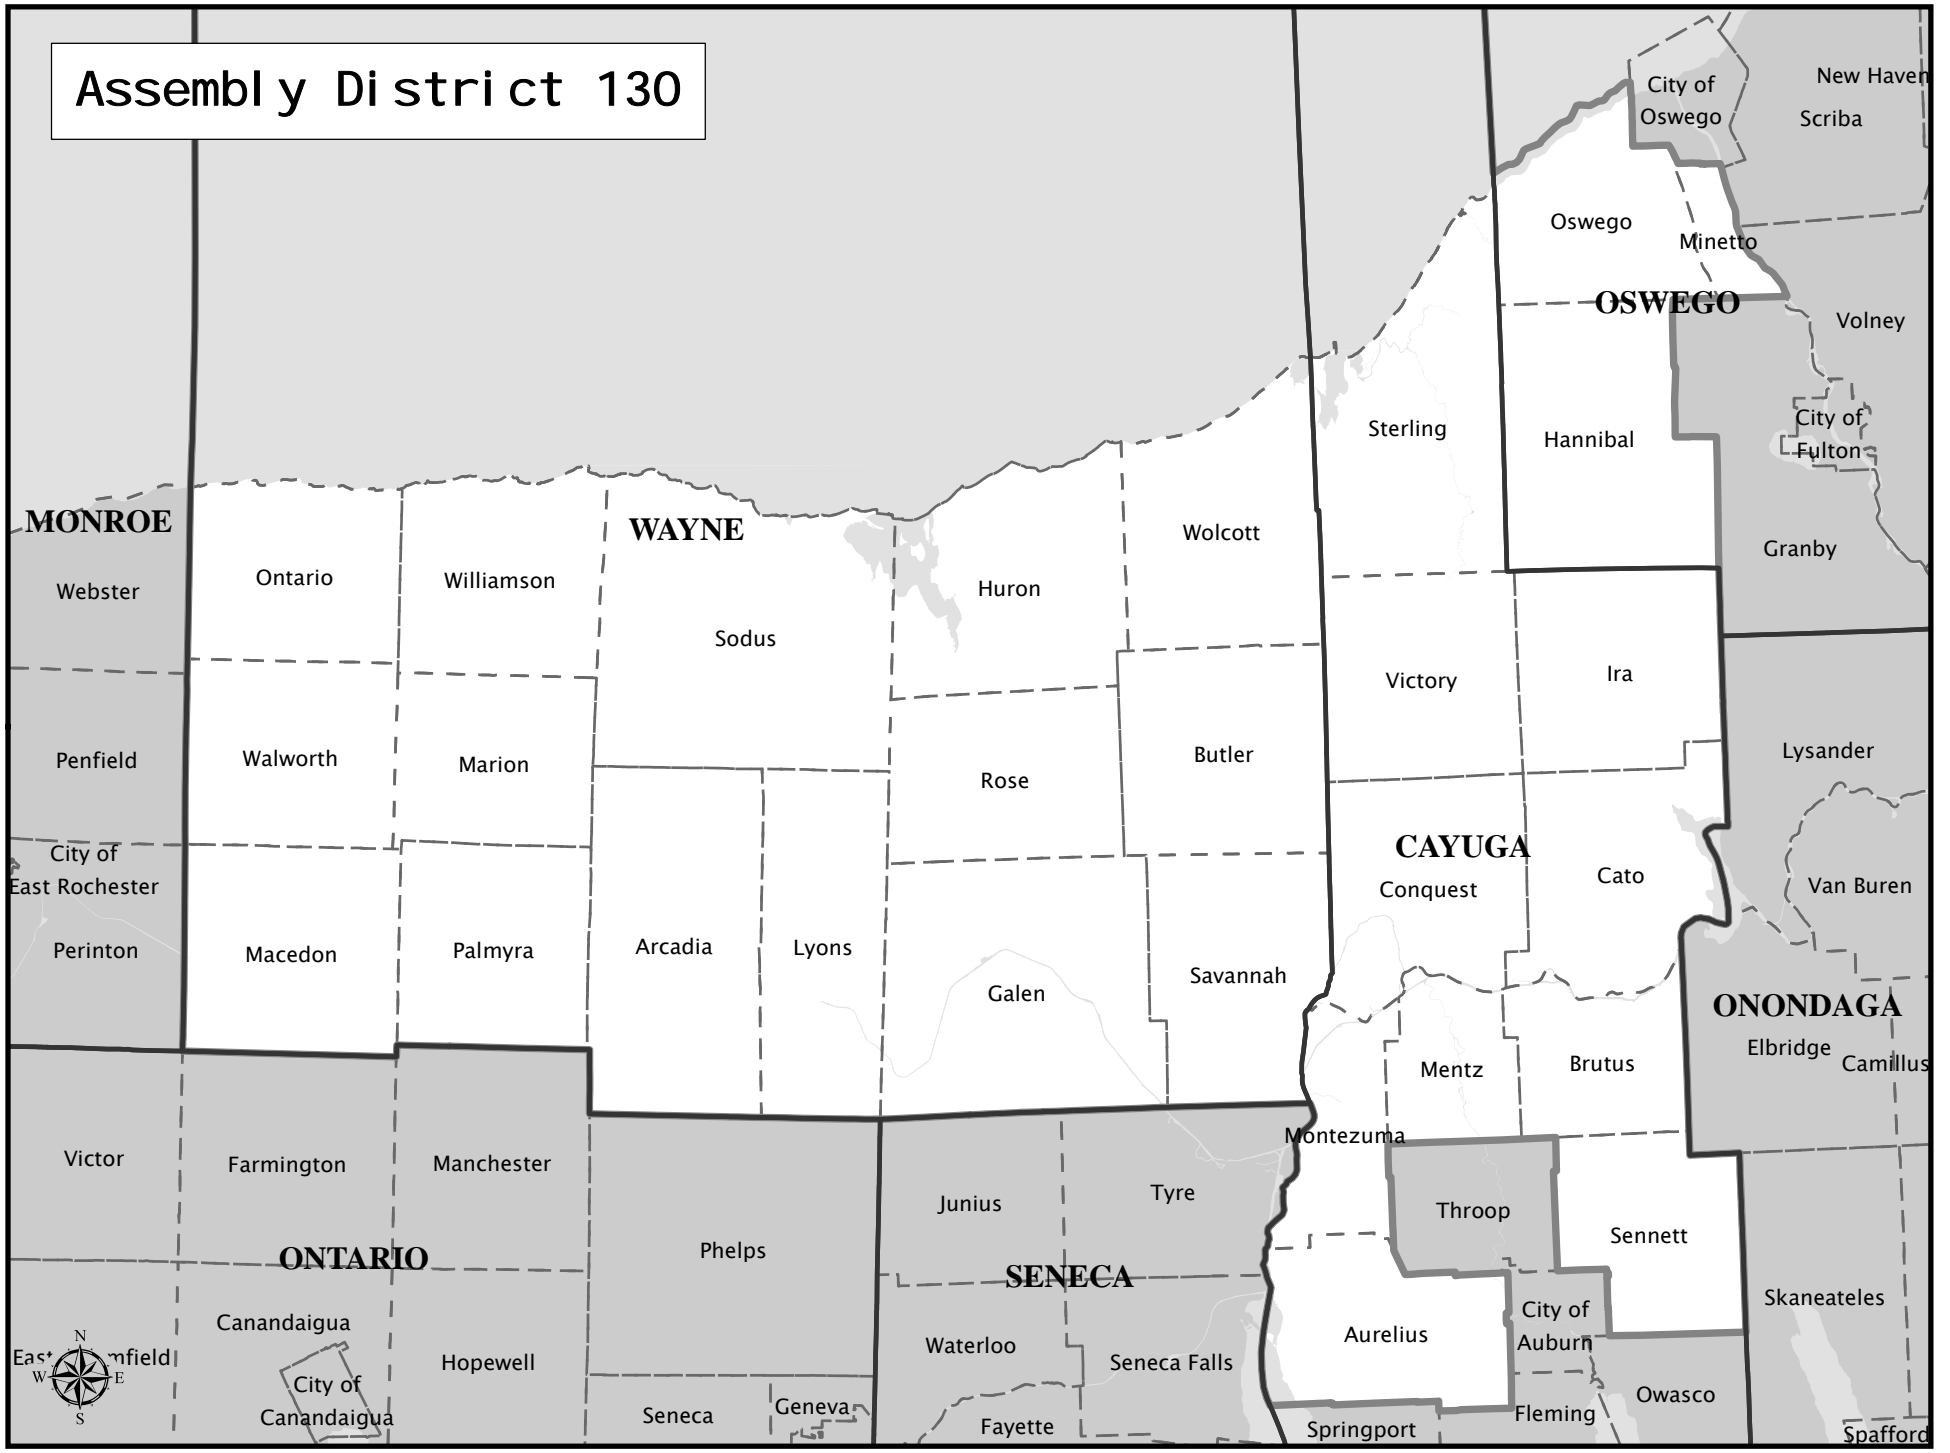 Assembly District 130
New Haven
City of
Oswego
Scriba
Oswego
Minetto
OSWEGO
Volney
City of
Fulton
Sterling
Hannibal
MONROE
WAYNE
Wolcott
Granby
Webster
Ontario
Williamson
Huron
Sodus
Victory
Ira
Penfield
Walworth
Marion
Rose
Butler
Lysander
City of
East Rochester
CAYUGA
Conquest
Cato
Van Buren
Perinton
Macedon
Palmyra
Arcadia
Lyons
Galen
Savannah
ONONDAGA
Elbridge
Camillus
Mentz
Brutus
Montezuma
Victor
Farmington
Manchester
Junius
Tyre
Throop
Sennett
Phelps
ONTARIO
SENECA
Skaneateles
Canandaigua
Waterloo
Seneca Falls
Aurelius
City of
Auburn
N
W
E
S
Hopewell
City of
Canandaigua
Seneca
Geneva
Fayette
Springport
Fleming
Owasco
Spafford